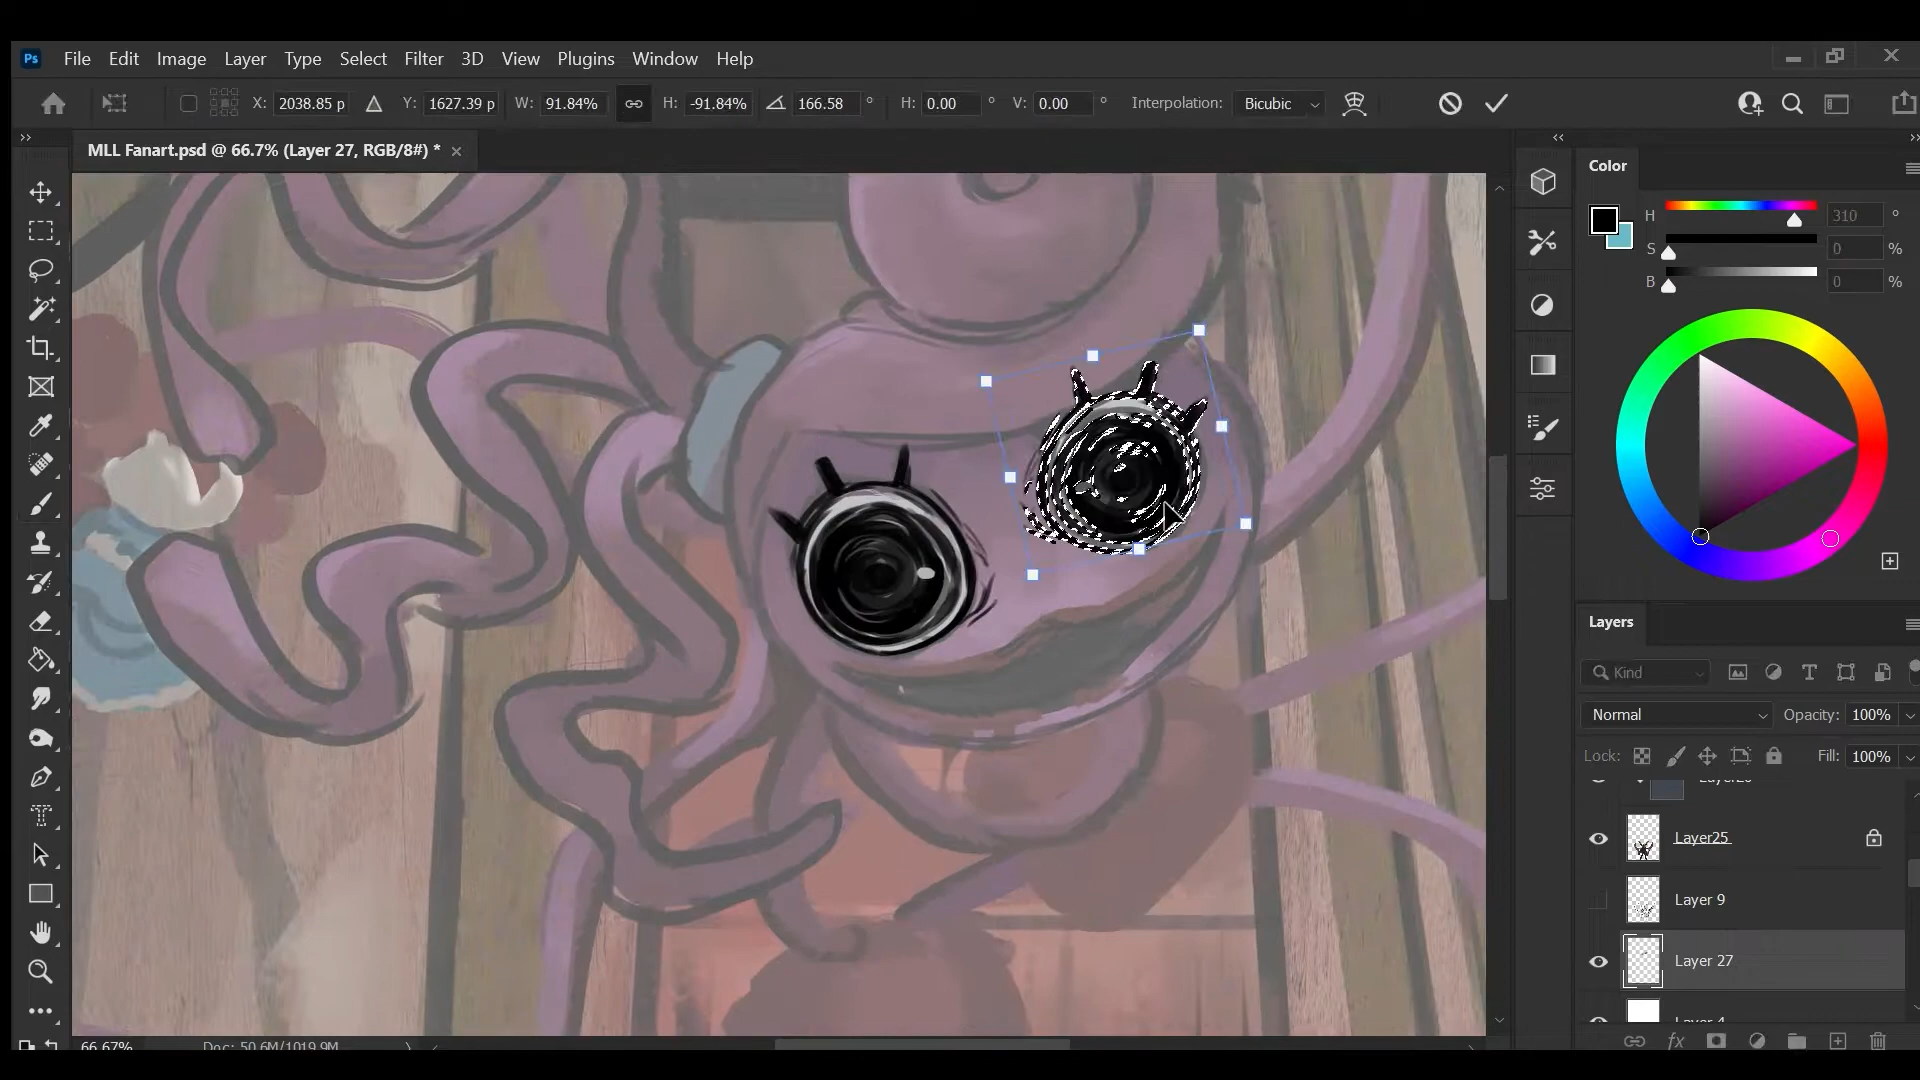 Ps File Edit Image Layer Type Select Filter 3D View Plugins Window Help
X: 2038.85 p Y: 1627.39 p W: 91.84% H: -91.84% 166.58 ° H: 0.00 ° V: 0.00 ° Interpolation: Bicubic
MLL Fanart.psd @ 66.7% (Layer 27, RGB/8#) * ×
Color
H 310 °
S 0 %
B 0 %
Layers
Kind
Normal Opacity: 100%
Lock: Fill: 100%
Layer25
Layer 9
Layer 27
Layer 4
fx
66.67% Doc: 50.6M/1019.9M